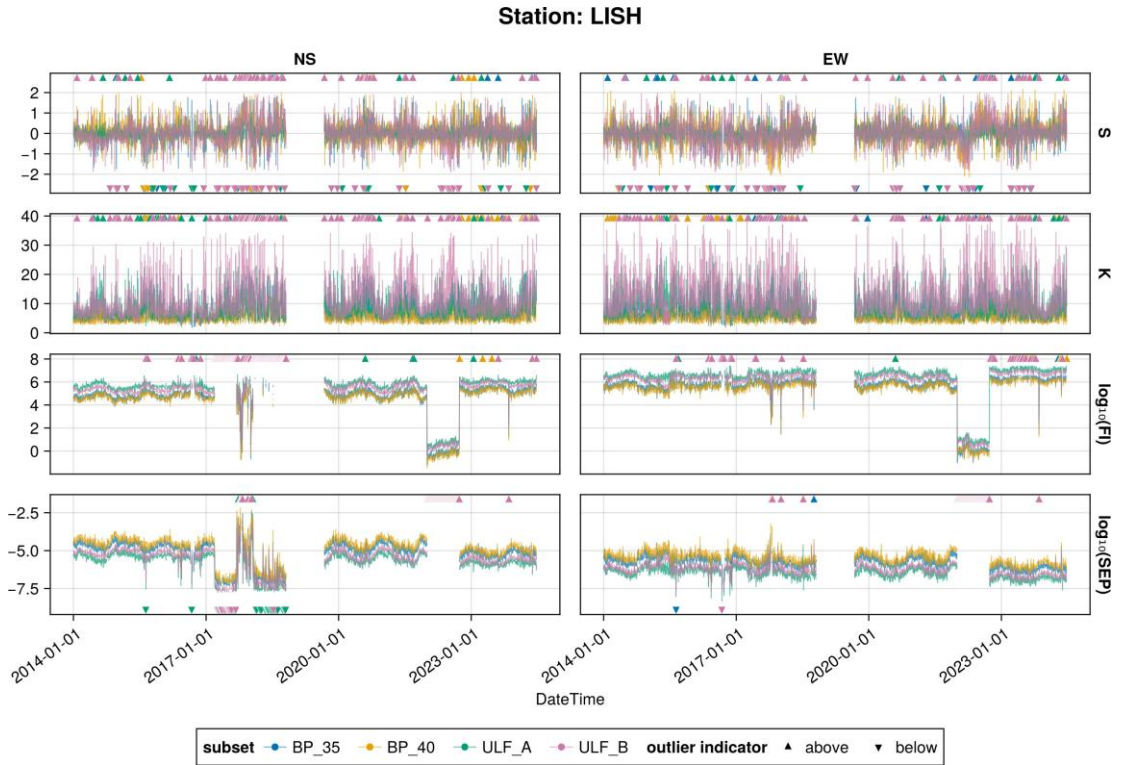 Station: LISH
NS EW
2
1
0
−1
−2
S
40
30
20
10
0
K
8
6
4
2
0
log₁₀(FI)
−2.5
−5.0
−7.5
log₁₀(SEP)
2014-01-01 2017-01-01 2020-01-01 2023-01-01 2014-01-01 2017-01-01 2020-01-01 2023-01-01
DateTime
subset BP_35 BP_40 ULF_A ULF_B outlier indicator above below